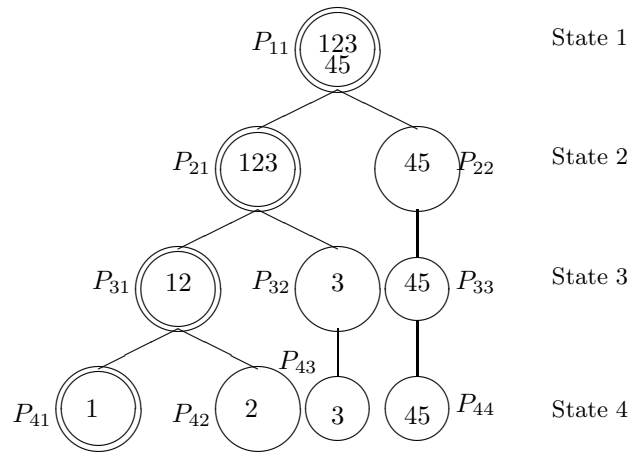 P11 123 45 State 1
P21 123 45 P22 State 2
P31 12 P32 3 45 P33 State 3
P43
P41 1 P42 2 3 45 P44 State 4